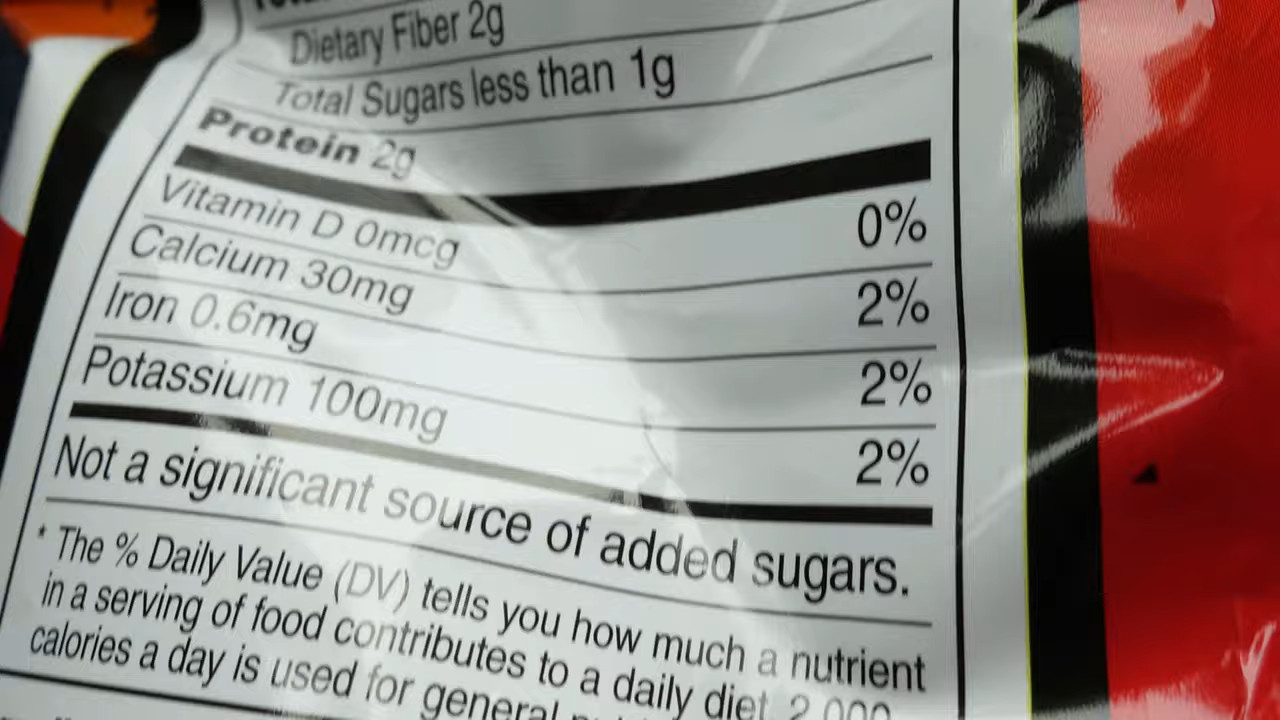 Dietary Fiber 2g
Total Sugars less than 1g
Protein 2g
Vitamin D 0mcg 0%
Calcium 30mg 2%
Iron 0.6mg 2%
Potassium 100mg 2%
Not a significant source of added sugars.
* The % Daily Value (DV) tells you how much a nutrient
in a serving of food contributes to a daily diet. 2,000
calories a day is used for general